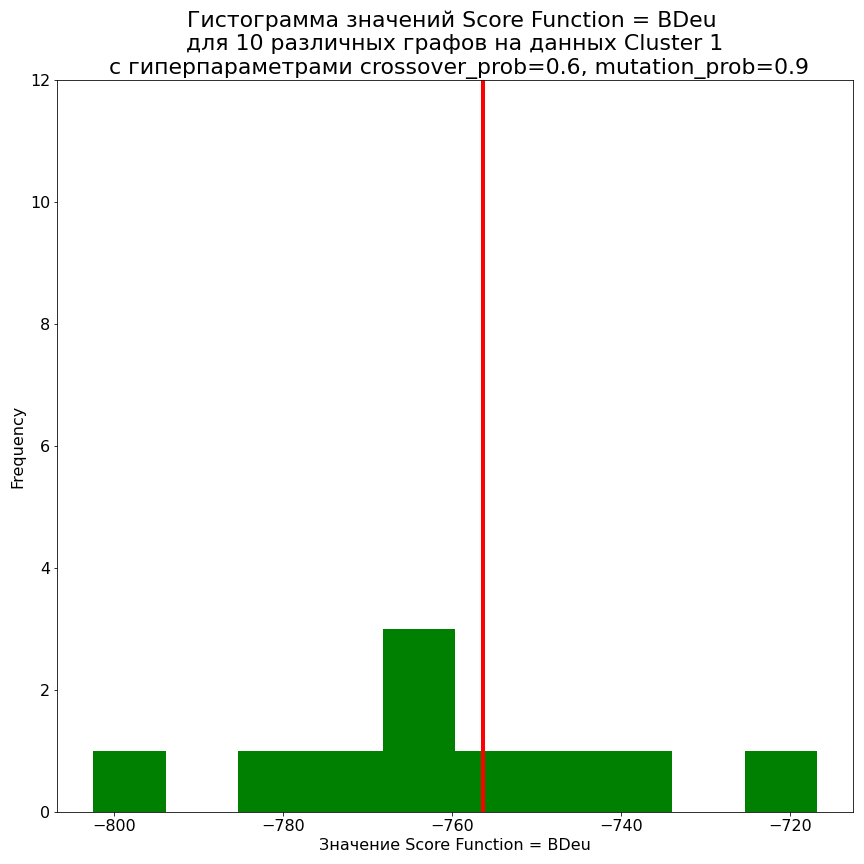 Гистограмма значений Score Function = BDeu
для 10 различных графов на данных Cluster 1
с гиперпараметрами crossover_prob=0.6, mutation_prob=0.9
12
10
8
6
4
2
0
Frequency
−800
−780
−760
−740
−720
Значение Score Function = BDeu